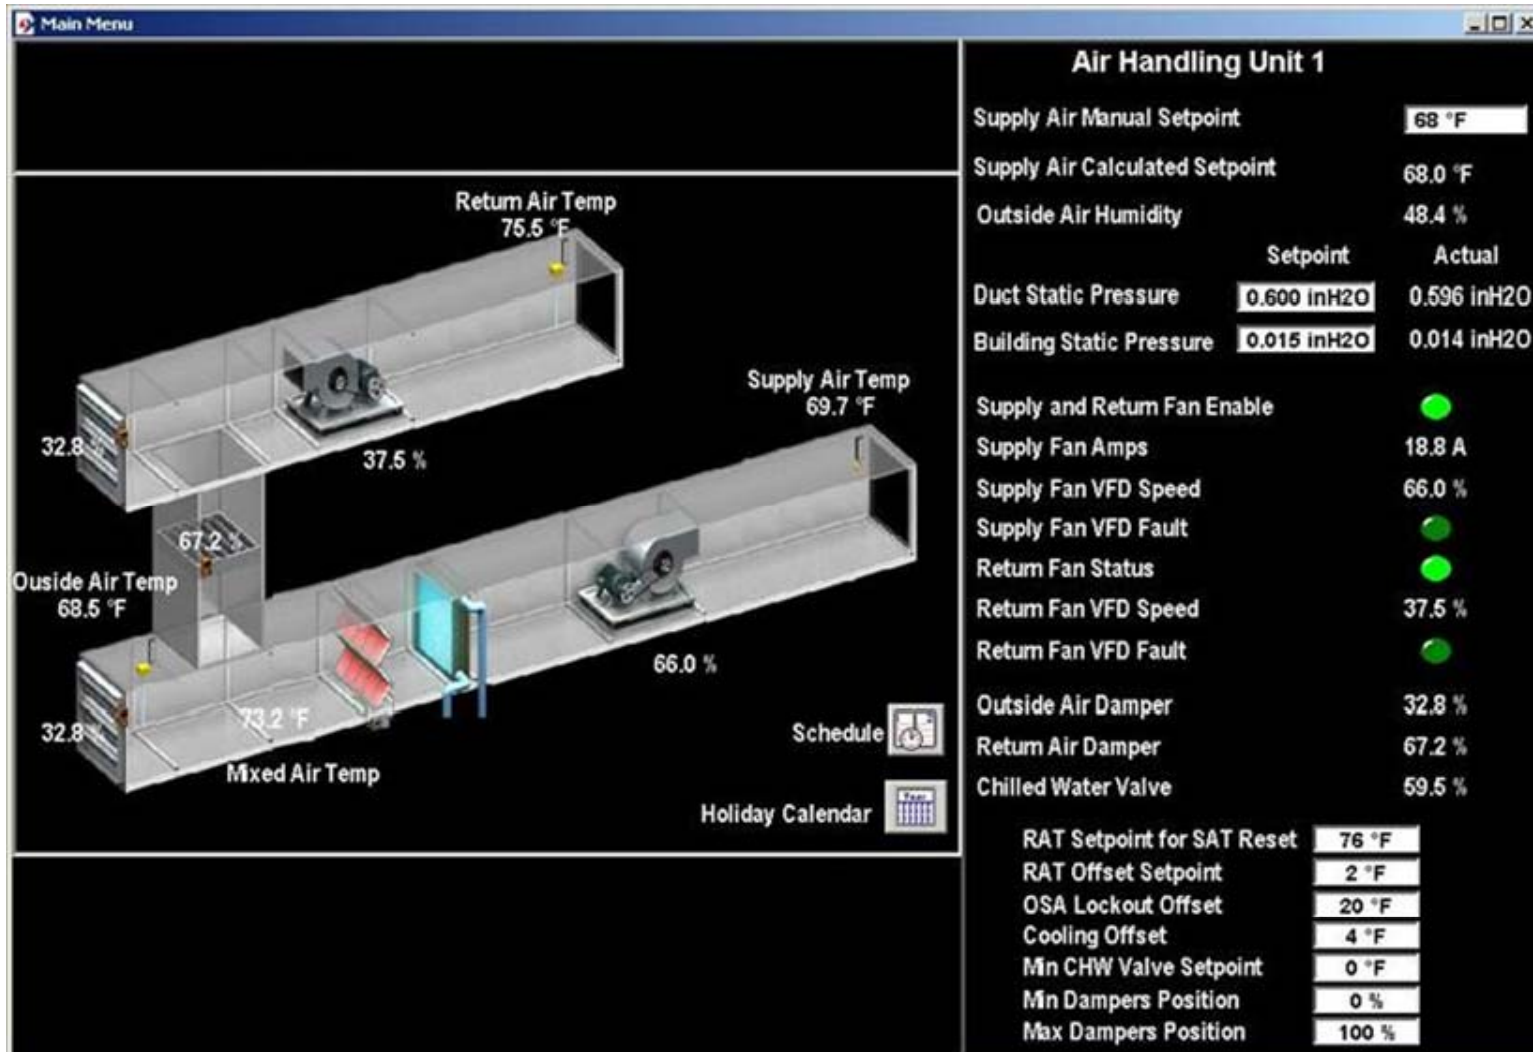 Main Menu
Return Air Temp
75.5 °F
Supply Air Temp
69.7 °F
32.8 %
37.5 %
67.2 %
Ouside Air Temp
68.5 °F
66.0 %
73.2 °F
32.8 %
Mixed Air Temp
Schedule
Holiday Calendar
Air Handling Unit 1
Supply Air Manual Setpoint 68 °F
Supply Air Calculated Setpoint 68.0 °F
Outside Air Humidity 48.4 %
Setpoint Actual
Duct Static Pressure 0.600 inH2O 0.596 inH2O
Building Static Pressure 0.015 inH2O 0.014 inH2O
Supply and Return Fan Enable
Supply Fan Amps 18.8 A
Supply Fan VFD Speed 66.0 %
Supply Fan VFD Fault
Return Fan Status
Return Fan VFD Speed 37.5 %
Return Fan VFD Fault
Outside Air Damper 32.8 %
Return Air Damper 67.2 %
Chilled Water Valve 59.5 %
RAT Setpoint for SAT Reset 76 °F
RAT Offset Setpoint 2 °F
OSA Lockout Offset 20 °F
Cooling Offset 4 °F
Min CHW Valve Setpoint 0 °F
Min Dampers Position 0 %
Max Dampers Position 100 %